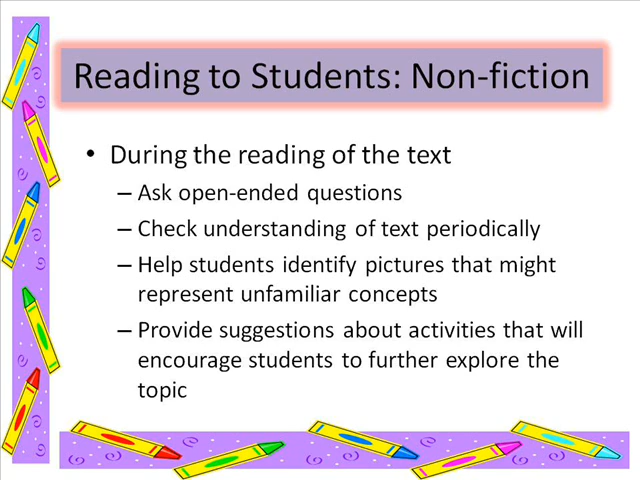 Reading to Students: Non-fiction
• During the reading of the text
– Ask open-ended questions
– Check understanding of text periodically
– Help students identify pictures that might
represent unfamiliar concepts
– Provide suggestions about activities that will
encourage students to further explore the
topic